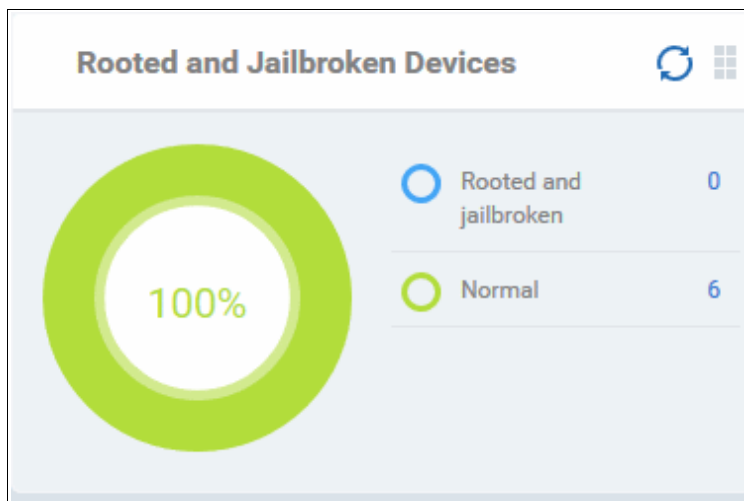 Rooted and Jailbroken Devices
100%
Rooted and 0
jailbroken
Normal 6